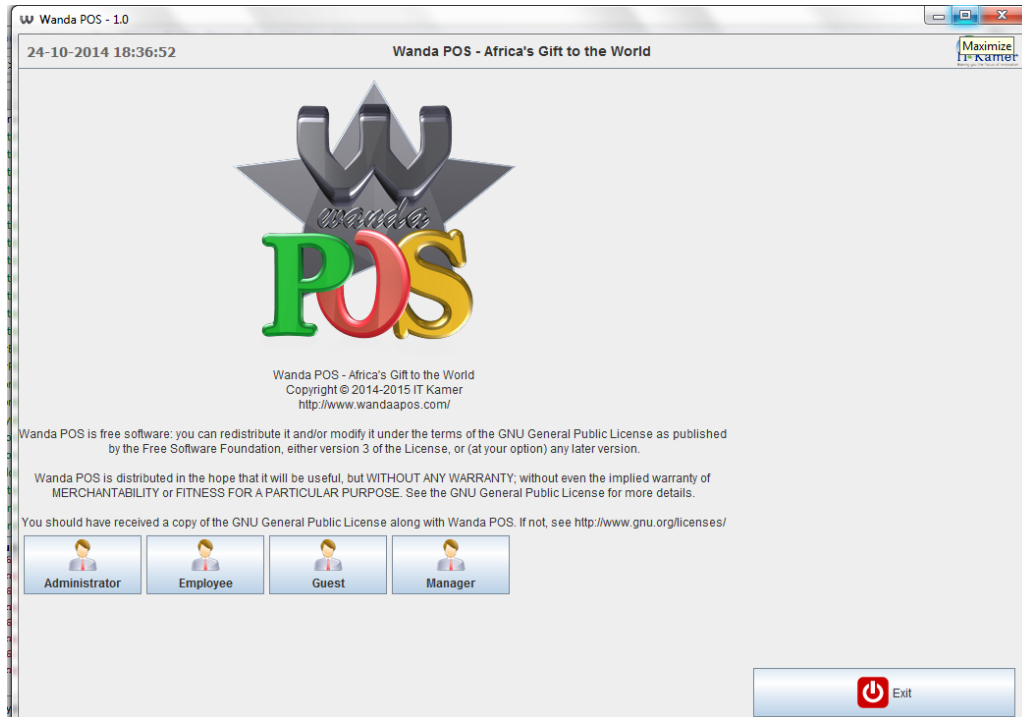 Wanda POS - 1.0
24-10-2014 18:36:52
Wanda POS - Africa's Gift to the World
Maximize
IT Kamer
W
wanda
POS
Wanda POS - Africa's Gift to the World
Copyright © 2014-2015 IT Kamer
http://www.wandaapos.com/
Wanda POS is free software: you can redistribute it and/or modify it under the terms of the GNU General Public License as published
by the Free Software Foundation, either version 3 of the License, or (at your option) any later version.
Wanda POS is distributed in the hope that it will be useful, but WITHOUT ANY WARRANTY; without even the implied warranty of
MERCHANTABILITY or FITNESS FOR A PARTICULAR PURPOSE. See the GNU General Public License for more details.
You should have received a copy of the GNU General Public License along with Wanda POS. If not, see http://www.gnu.org/licenses/
Administrator
Employee
Guest
Manager
Exit